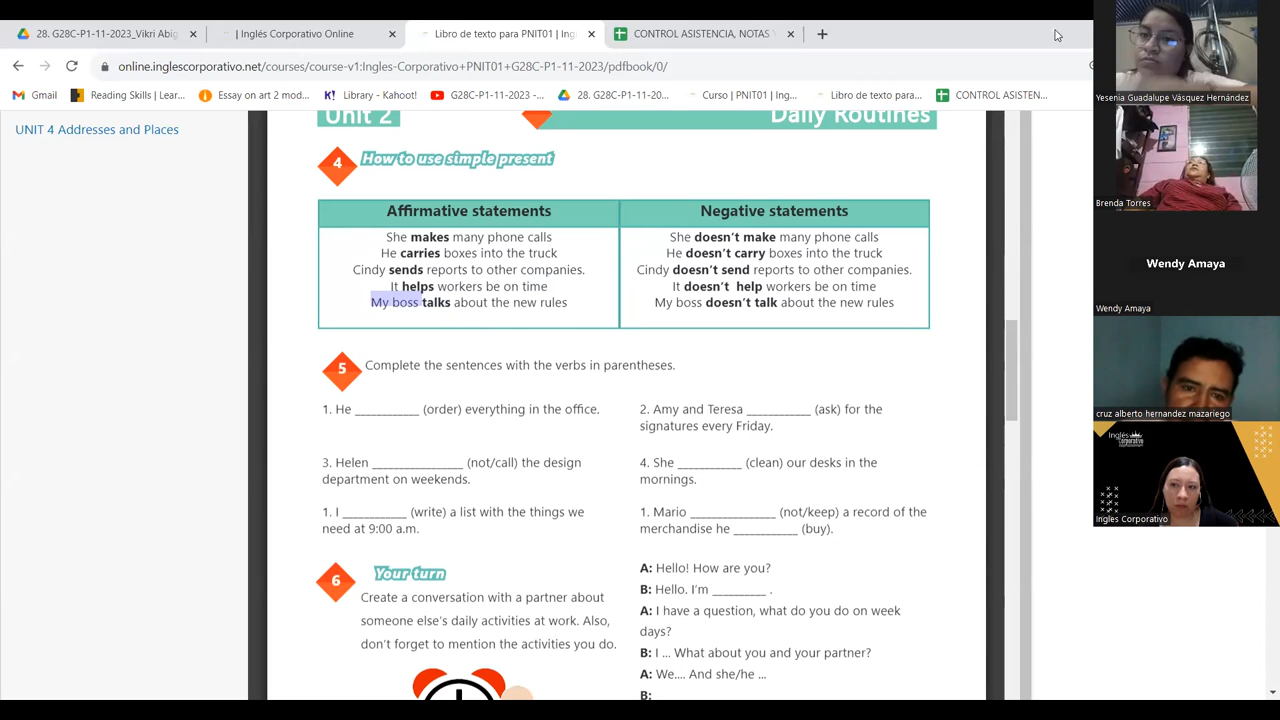 28. G28C-P1-11-2023_Vikri Abig
| Inglés Corporativo Online
Libro de texto para PNIT01 | Ing
CONTROL ASISTENCIA, NOTAS Y
online.inglescorporativo.net/courses/course-v1:Ingles-Corporativo+PNIT01+G28C-P1-11-2023/pdfbook/0/
Gmail
Reading Skills | Lear...
Essay on art 2 mod...
Library - Kahoot!
G28C-P1-11-2023 -...
28. G28C-P1-11-20...
Curso | PNIT01 | Ing...
Libro de texto para...
CONTROL ASISTEN...
UNIT 4 Addresses and Places
Unit 2
Daily Routines
4 How to use simple present
Affirmative statements
She makes many phone calls
He carries boxes into the truck
Cindy sends reports to other companies.
It helps workers be on time
My boss talks about the new rules
Negative statements
She doesn't make many phone calls
He doesn't carry boxes into the truck
Cindy doesn't send reports to other companies.
It doesn't help workers be on time
My boss doesn't talk about the new rules
5 Complete the sentences with the verbs in parentheses.
1. He ____________ (order) everything in the office.
2. Amy and Teresa ____________ (ask) for the
signatures every Friday.
3. Helen _________________ (not/call) the design
department on weekends.
4. She ____________ (clean) our desks in the
mornings.
1. I ____________ (write) a list with the things we
need at 9:00 a.m.
1. Mario ________________ (not/keep) a record of the
merchandise he ____________ (buy).
6 Your turn
Create a conversation with a partner about
someone else's daily activities at work. Also,
don't forget to mention the activities you do.
A: Hello! How are you?
B: Hello. I'm __________ .
A: I have a question, what do you do on week
days?
B: I ... What about you and your partner?
A: We.... And she/he ...
B:
Yesenia Guadalupe Vásquez Hernández
Brenda Torres
Wendy Amaya
Wendy Amaya
cruz alberto hernandez mazariego
Inglés
Corporativo
Ingles Corporativo